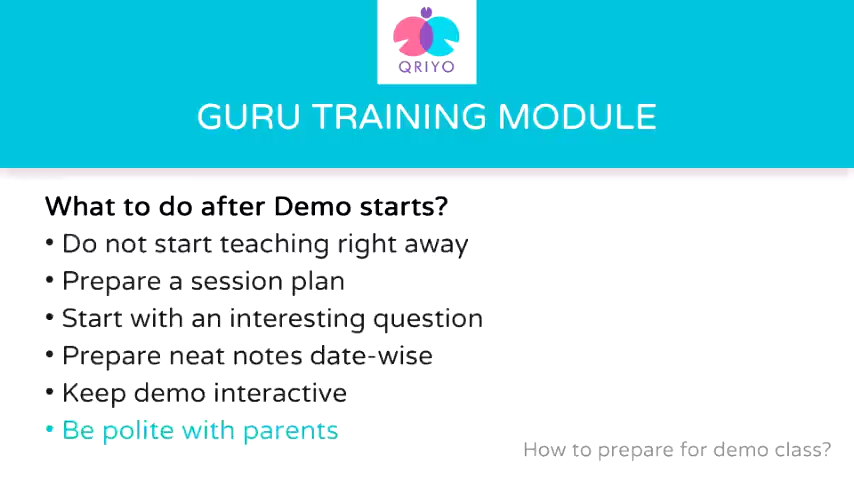 QRIYO
GURU TRAINING MODULE
What to do after Demo starts?
• Do not start teaching right away
• Prepare a session plan
• Start with an interesting question
• Prepare neat notes date-wise
• Keep demo interactive
• Be polite with parents
How to prepare for demo class?